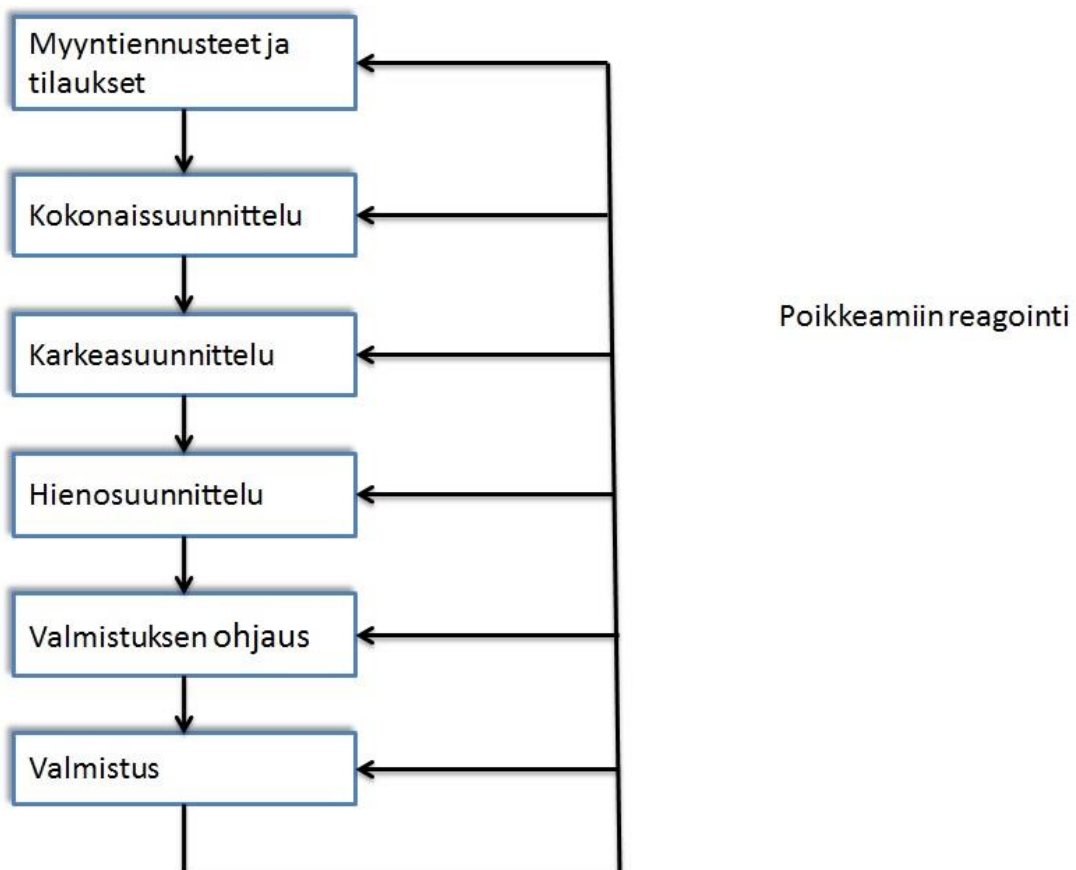 Myyntiennusteet ja
tilaukset
Kokonaissuunnittelu
Poikkeamiin reagointi
Karkeasuunnittelu
Hienosuunnittelu
Valmistuksen ohjaus
Valmistus